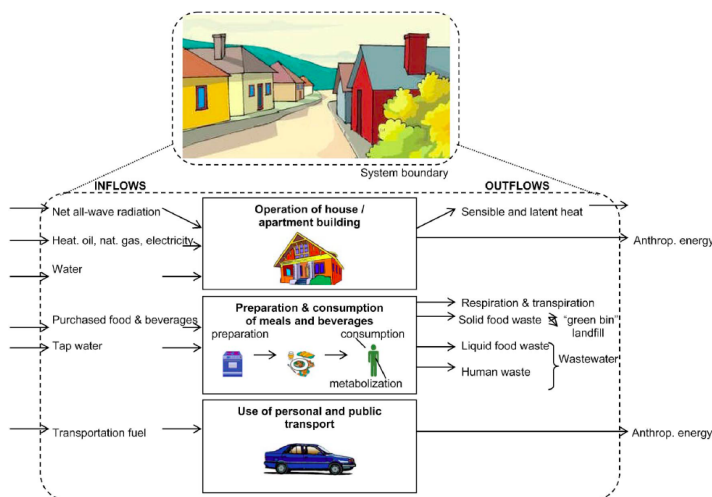 System boundary
INFLOWS
OUTFLOWS
Net all-wave radiation
Heat. oil, nat. gas, electricity
Water
Operation of house /
apartment building
Sensible and latent heat
Anthrop. energy
Purchased food & beverages
Tap water
Preparation & consumption
of meals and beverages
preparation
consumption
metabolization
Respiration & transpiration
Solid food waste
"green bin"
landfill
Liquid food waste
Human waste
Wastewater
Transportation fuel
Use of personal and public
transport
Anthrop. energy